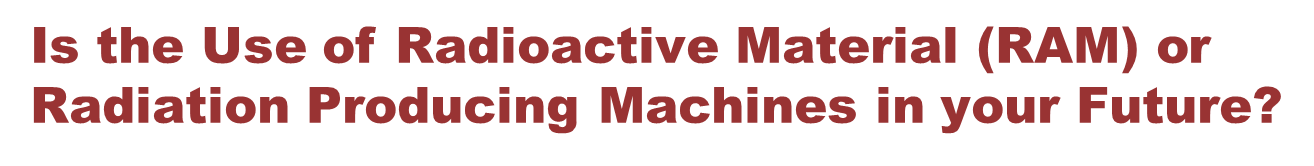 Is the Use of Radioactive Material (RAM) or
Radiation Producing Machines in your Future?